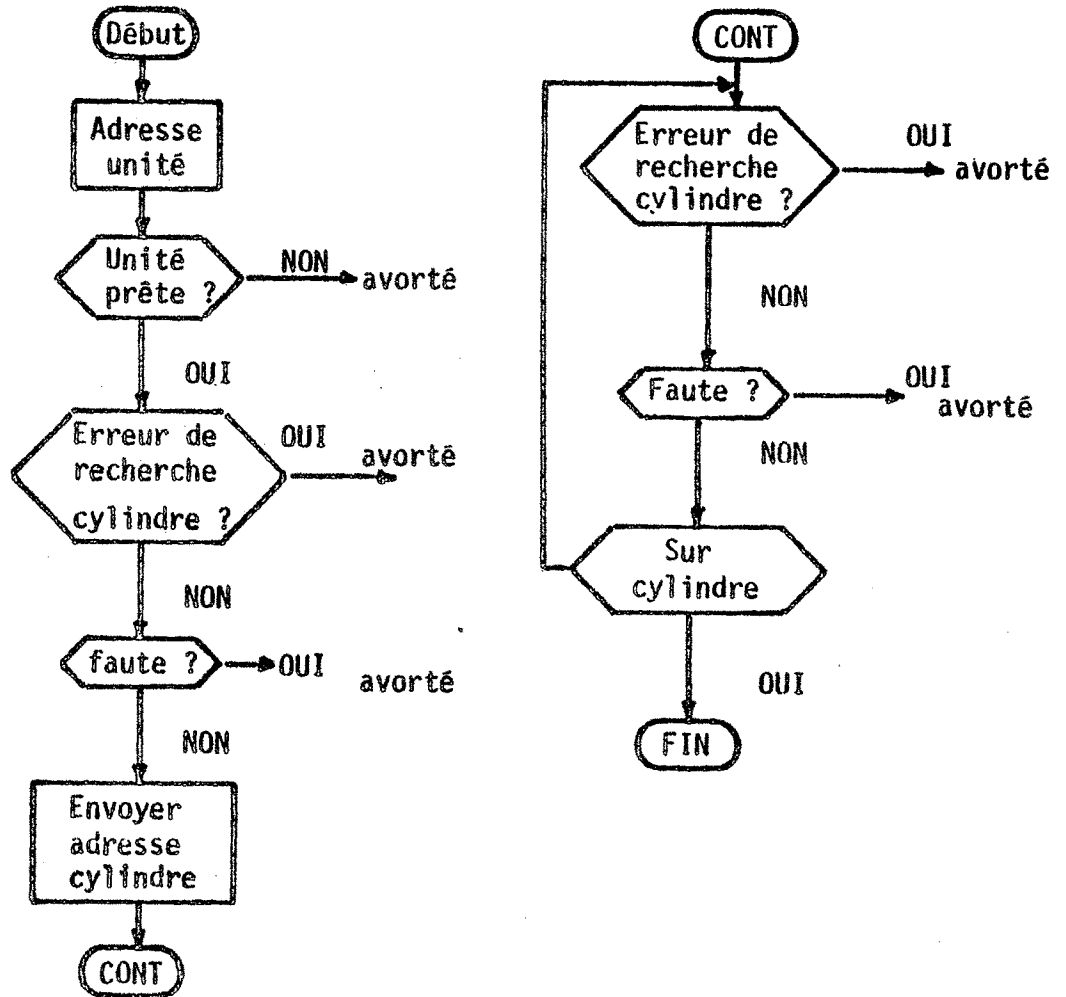 Début
Adresse
unité
Unité
prête ?
NON
avorté
OUI
Erreur de
recherche
cylindre ?
OUI
avorté
NON
faute ?
OUI
avorté
NON
Envoyer
adresse
cylindre
CONT
CONT
Erreur de
recherche
cylindre ?
OUI
avorté
NON
Faute ?
OUI
avorté
NON
Sur
cylindre
OUI
FIN